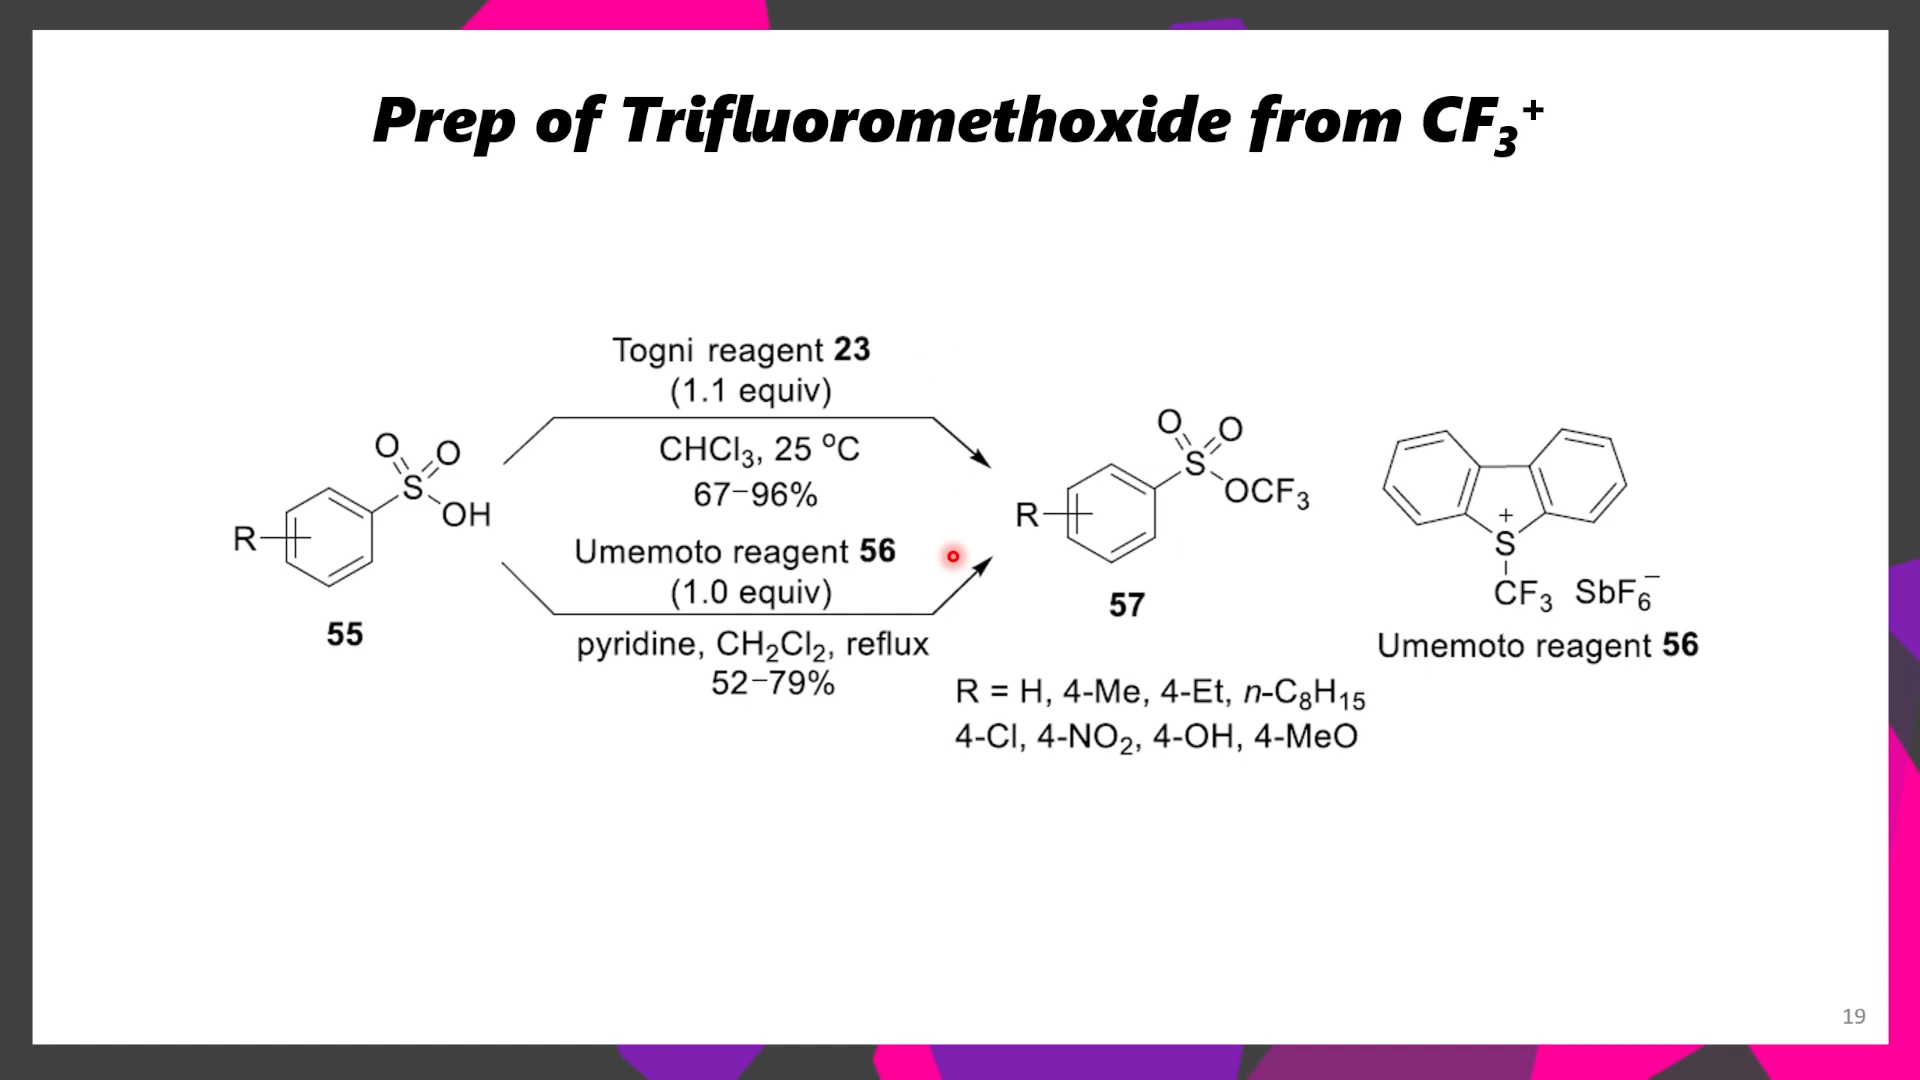 Prep of Trifluoromethoxide from CF₃⁺
Togni reagent 23
(1.1 equiv)
CHCl₃, 25 °C
67–96%
Umemoto reagent 56
(1.0 equiv)
pyridine, CH₂Cl₂, reflux
52–79%
R
O
O
S
OH
55
R
O
O
S
OCF₃
57
R = H, 4-Me, 4-Et, n-C₈H₁₅
4-Cl, 4-NO₂, 4-OH, 4-MeO
+
S
CF₃ SbF₆⁻
Umemoto reagent 56
19